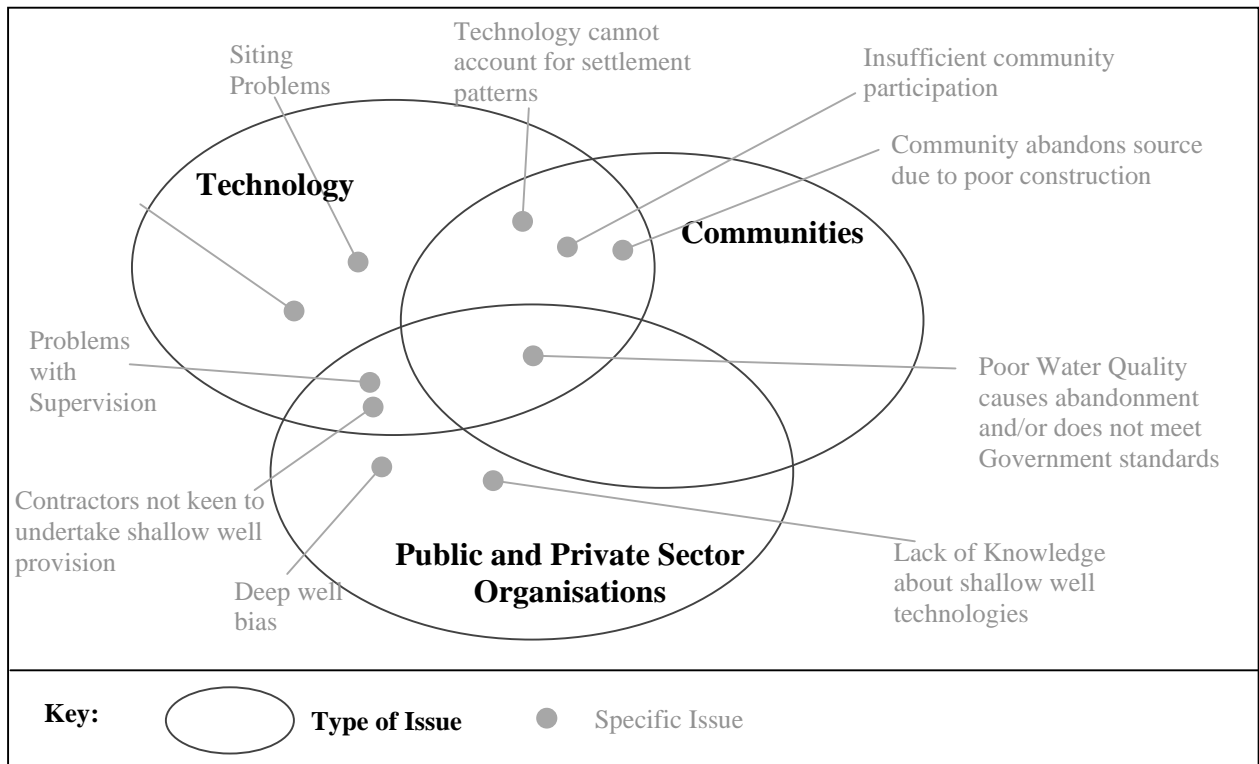 Siting
Problems
Technology cannot
account for settlement
patterns
Insufficient community
participation
Community abandons source
due to poor construction
Technology
Communities
Problems
with
Supervision
Poor Water Quality
causes abandonment
and/or does not meet
Government standards
Contractors not keen to
undertake shallow well
provision
Public and Private Sector
Organisations
Deep well
bias
Lack of Knowledge
about shallow well
technologies
Key:
Type of Issue
Specific Issue